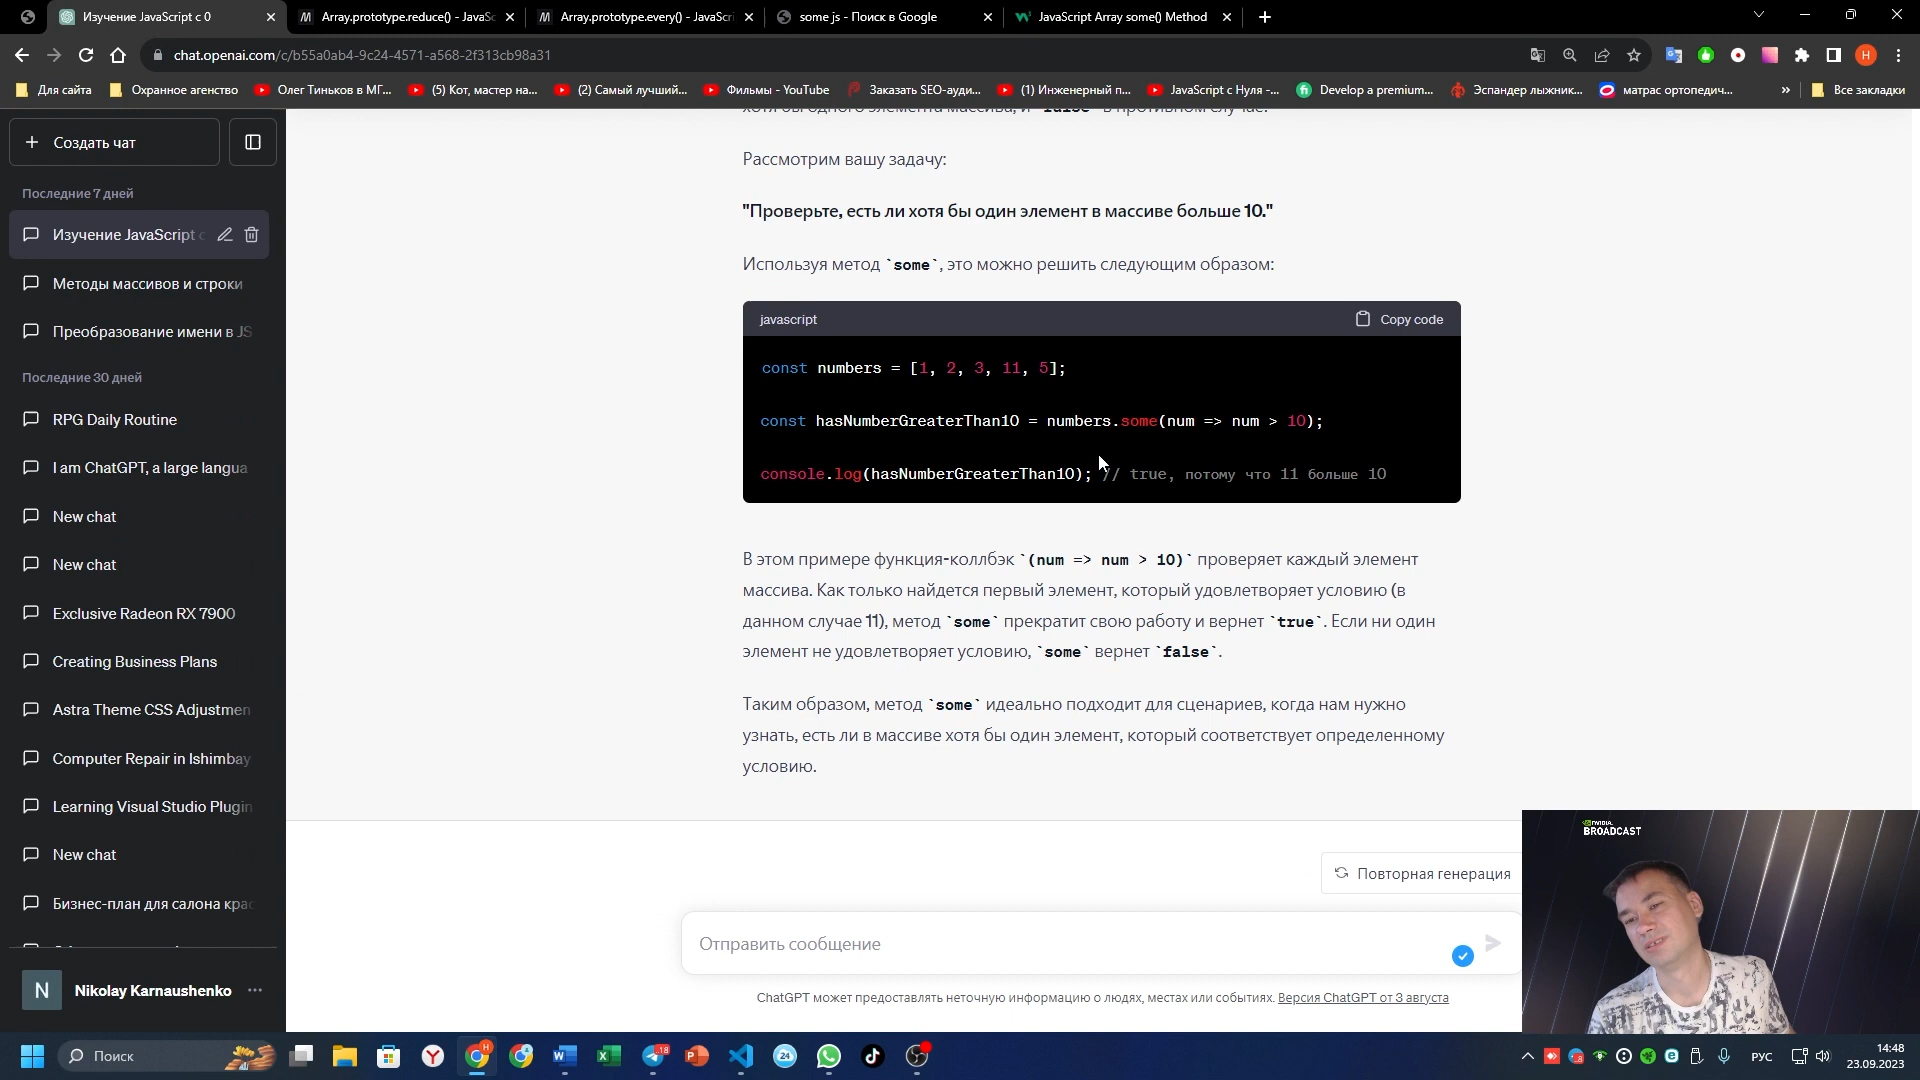 Изучение JavaScript с 0
Array.prototype.reduce() - JavaSc
Array.prototype.every() - JavaScri
some js - Поиск в Google
JavaScript Array some() Method
chat.openai.com/c/b55a0ab4-9c24-4571-a568-2f313cb98a31
H
Для сайта
Охранное агенство
Олег Тиньков в МГ...
(5) Кот, мастер на...
(2) Самый лучший...
Фильмы - YouTube
Заказать SEO-ауди...
(1) Инженерный п...
JavaScript с Нуля -...
Develop a premium...
Эспандер лыжник...
матрас ортопедич...
»
Все закладки
Создать чат
Последние 7 дней
Изучение JavaScript с
Методы массивов и строки
Преобразование имени в JS
Последние 30 дней
RPG Daily Routine
I am ChatGPT, a large langua
New chat
New chat
Exclusive Radeon RX 7900
Creating Business Plans
Astra Theme CSS Adjustmen
Computer Repair in Ishimbay
Learning Visual Studio Plugin
New chat
Бизнес-план для салона крас
N
Nikolay Karnaushenko
...
хотя бы одного элемента массива, и `false` в противном случае.
Рассмотрим вашу задачу:
"Проверьте, есть ли хотя бы один элемент в массиве больше 10."
Используя метод `some`, это можно решить следующим образом:
javascript
Copy code
const numbers = [1, 2, 3, 11, 5];
const hasNumberGreaterThan10 = numbers.some(num => num > 10);
console.log(hasNumberGreaterThan10); // true, потому что 11 больше 10
В этом примере функция-коллбэк `(num => num > 10)` проверяет каждый элемент
массива. Как только найдется первый элемент, который удовлетворяет условию (в
данном случае 11), метод `some` прекратит свою работу и вернет `true`. Если ни один
элемент не удовлетворяет условию, `some` вернет `false`.
Таким образом, метод `some` идеально подходит для сценариев, когда нам нужно
узнать, есть ли в массиве хотя бы один элемент, который соответствует определенному
условию.
Повторная генерация
Отправить сообщение
ChatGPT может предоставлять неточную информацию о людях, местах или событиях. Версия ChatGPT от 3 августа
NVIDIA.
BROADCAST
Поиск
РУС
14:48
23.09.2023